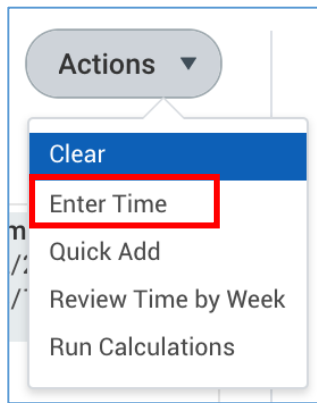 Actions
Clear
Enter Time
Quick Add
Review Time by Week
Run Calculations